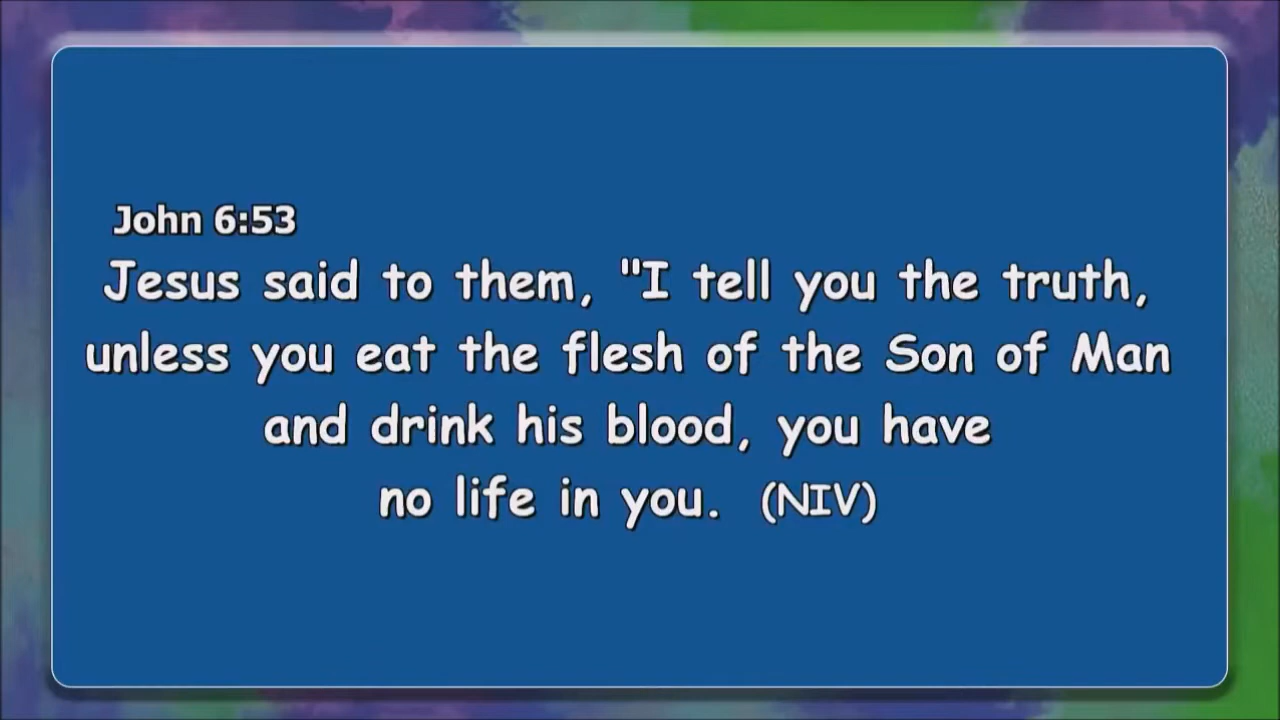 John 6:53
Jesus said to them, "I tell you the truth,
unless you eat the flesh of the Son of Man
and drink his blood, you have
no life in you. (NIV)